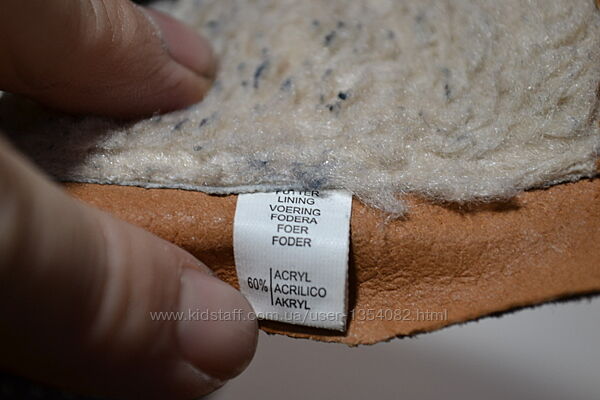 FUTTER
LINING
VOERING
FODERA
FOER
FODER
60% ACRYL
ACRILICO
AKRYL
www.kidstaff.com.ua/user-1354082.html